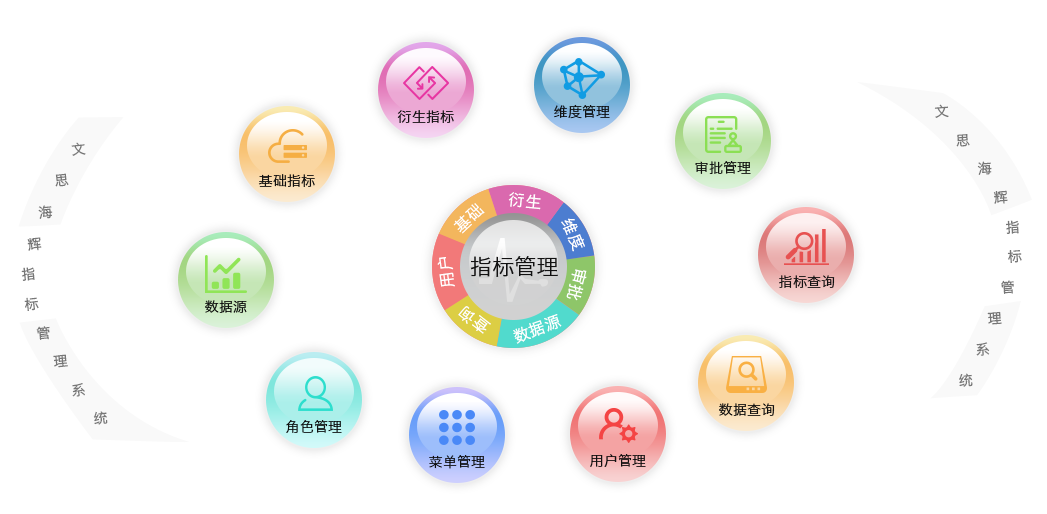 衍生指标
维度管理
审批管理
基础指标
指标查询
数据源
数据查询
角色管理
菜单管理
用户管理
指标管理
衍生
维度
审批
数据源
查询
用户
基础
文思海辉指标管理系统
文思海辉指标管理系统